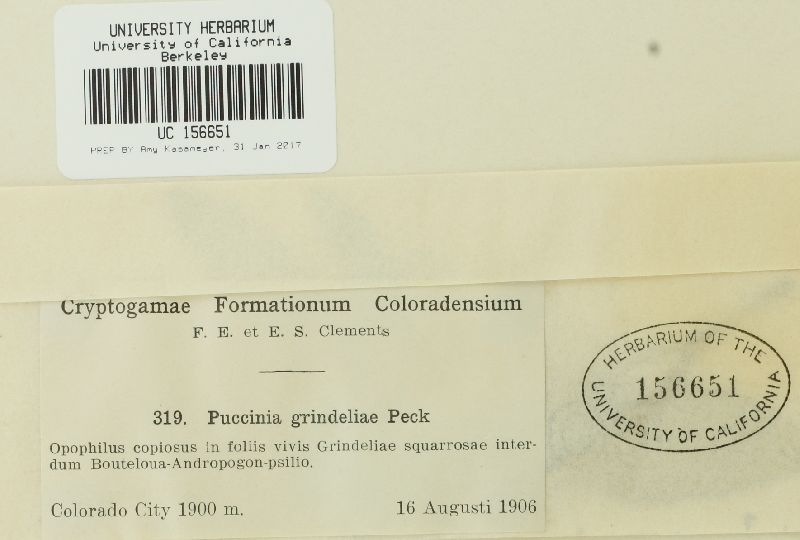 UNIVERSITY HERBARIUM
University of California
Berkeley
UC 156651
PREP BY Amy Kasameyer, 31 Jan 2017
Cryptogamae Formationum Coloradensium
F. E. et E. S. Clements
319. Puccinia grindeliae Peck
Opophilus copiosus in foliis vivis Grindeliae squarrosae inter-
dum Bouteloua-Andropogon-psilio.
Colorado City 1900 m. 16 Augusti 1906
HERBARIUM OF THE
156651
UNIVERSITY OF CALIFORNIA